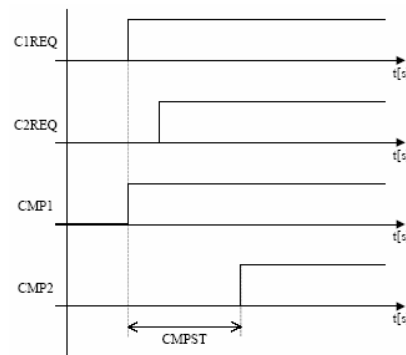 C1REQ
t[s
C2REQ
t[s
CMP1
t[s
CMP2
t[s
CMPST